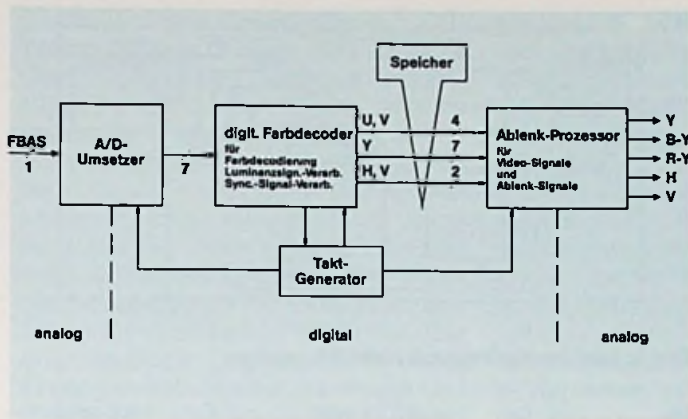 Speicher
FBAS
1
A/D-
Umsetzer
7
digit. Farbdecoder
für
Farbdecodierung
Luminanzsign.-Verarb.
Sync.-Signal-Verarb.
U, V 4
Y 7
H, V 2
Ablenk-Prozessor
für
Video-Signale
und
Ablenk-Signale
Y
B-Y
R-Y
H
V
Takt-
Generator
analog
digital
analog